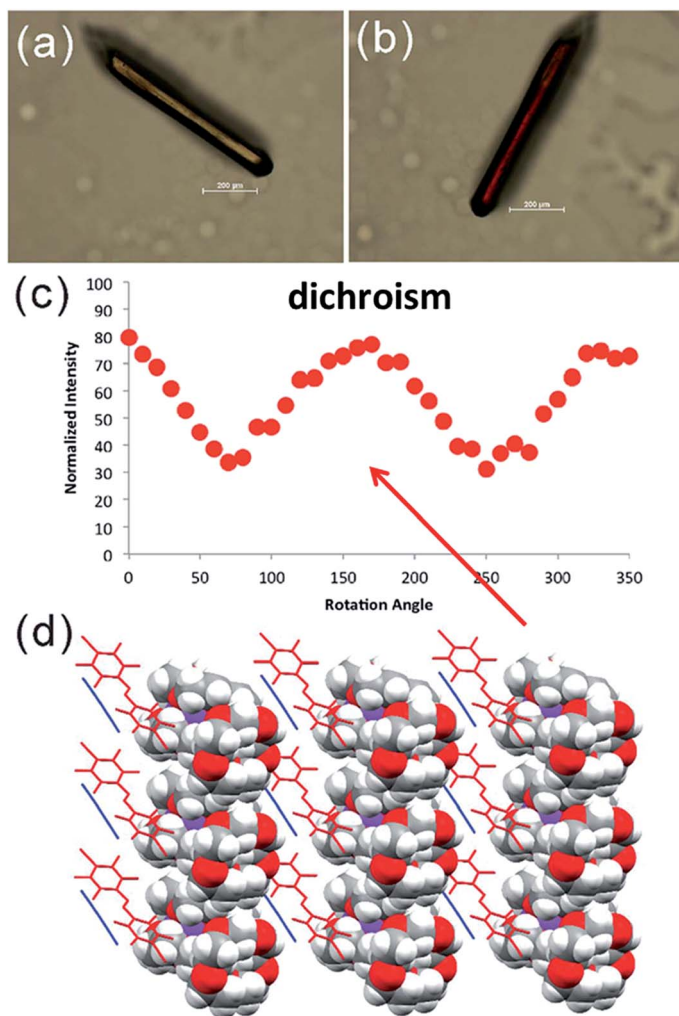 (a)
(b)
200 µm
200 µm
(c)
dichroism
100
90
80
70
60
50
40
30
20
10
0
Normalized Intensity
0 50 100 150 200 250 300 350
Rotation Angle
(d)